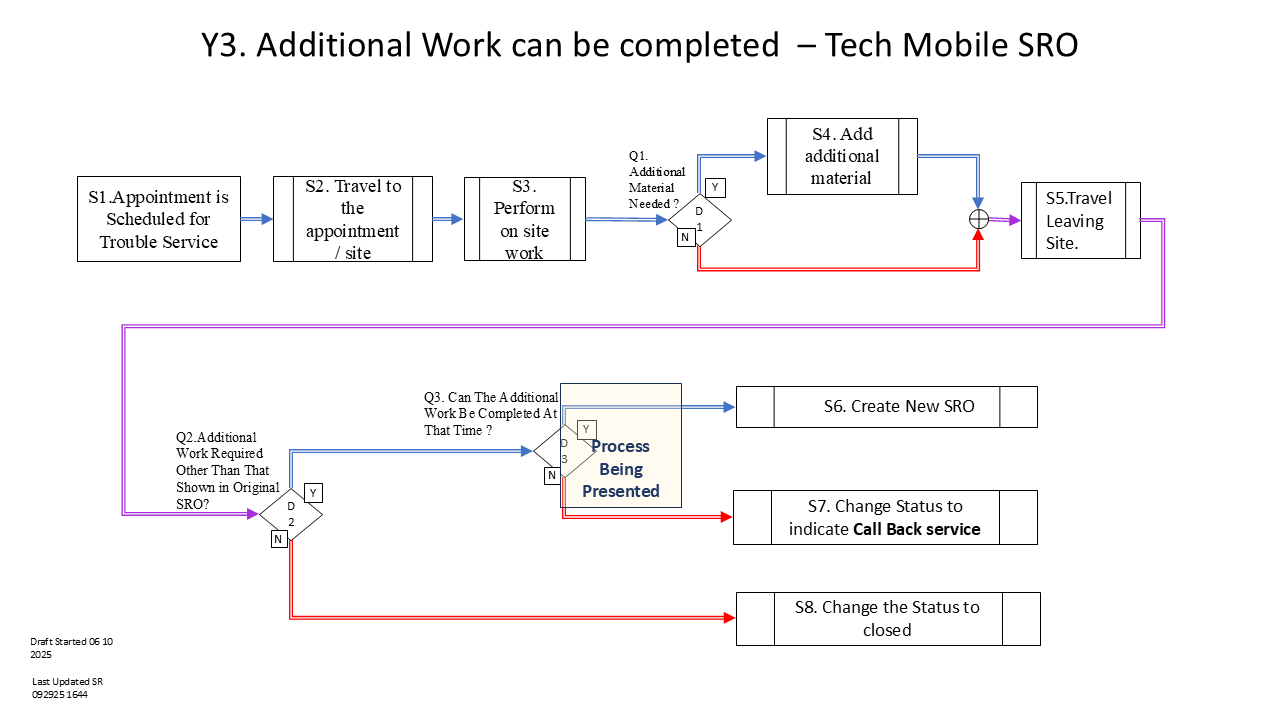 Y3. Additional Work can be completed – Tech Mobile SRO
S1.Appointment is
Scheduled for
Trouble Service
S2. Travel to
the
appointment
/ site
S3.
Perform
on site
work
Q1.
Additional
Material
Needed ?
D
1
Y
N
S4. Add
additional
material
S5.Travel
Leaving
Site.
Q2.Additional
Work Required
Other Than That
Shown in Original
SRO?
D
2
Y
N
Q3. Can The Additional
Work Be Completed At
That Time ?
D
3
Y
N
Process
Being
Presented
S6. Create New SRO
S7. Change Status to
indicate Call Back service
S8. Change the Status to
closed
Draft Started 06 10
2025
Last Updated SR
092925 1644